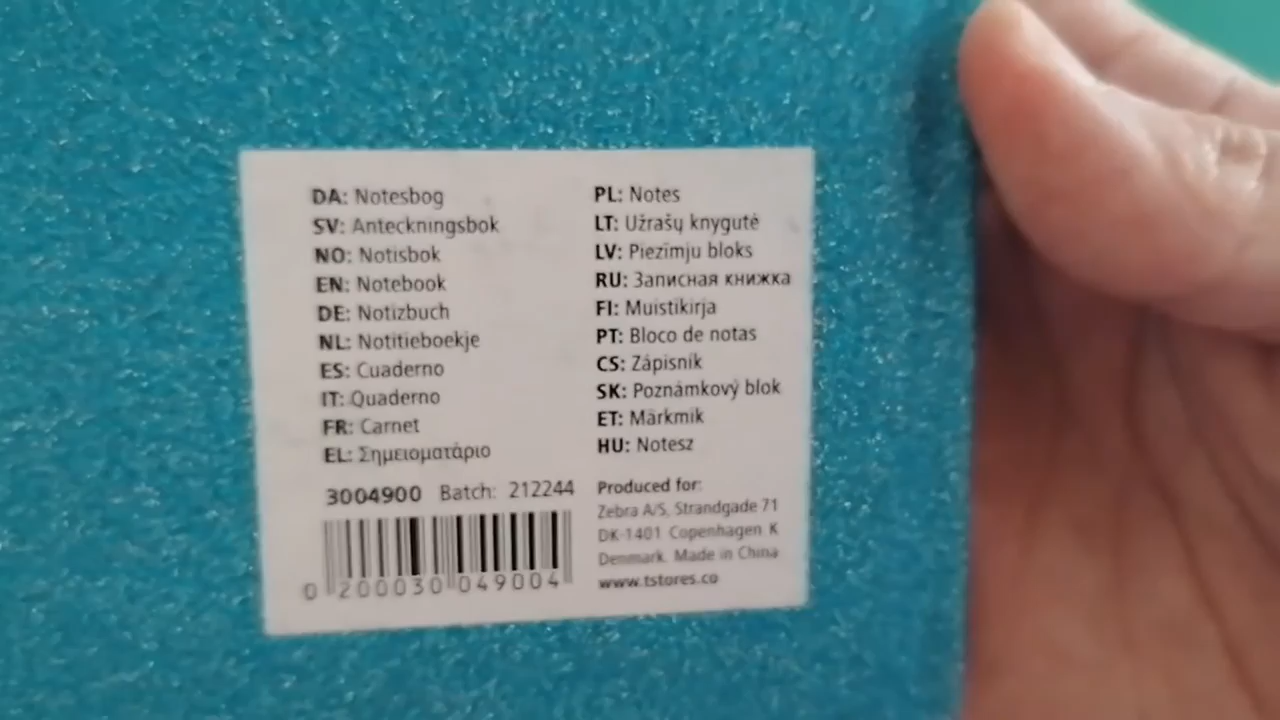 DA: Notesbog
SV: Anteckningsbok
NO: Notisbok
EN: Notebook
DE: Notizbuch
NL: Notitieboekje
ES: Cuaderno
IT: Quaderno
FR: Carnet
EL: Σημειοματάριο
3004900 Batch: 212244
0 200030 049004
PL: Notes
LT: Užrašų knygutė
LV: Piezīmju bloks
RU: Записная книжка
FI: Muistikirja
PT: Bloco de notas
CS: Zápisník
SK: Poznámkový blok
ET: Märkmik
HU: Notesz
Produced for:
Zebra A/S, Strandgade 71
DK-1401 Copenhagen K
Denmark. Made in China
www.tstores.co